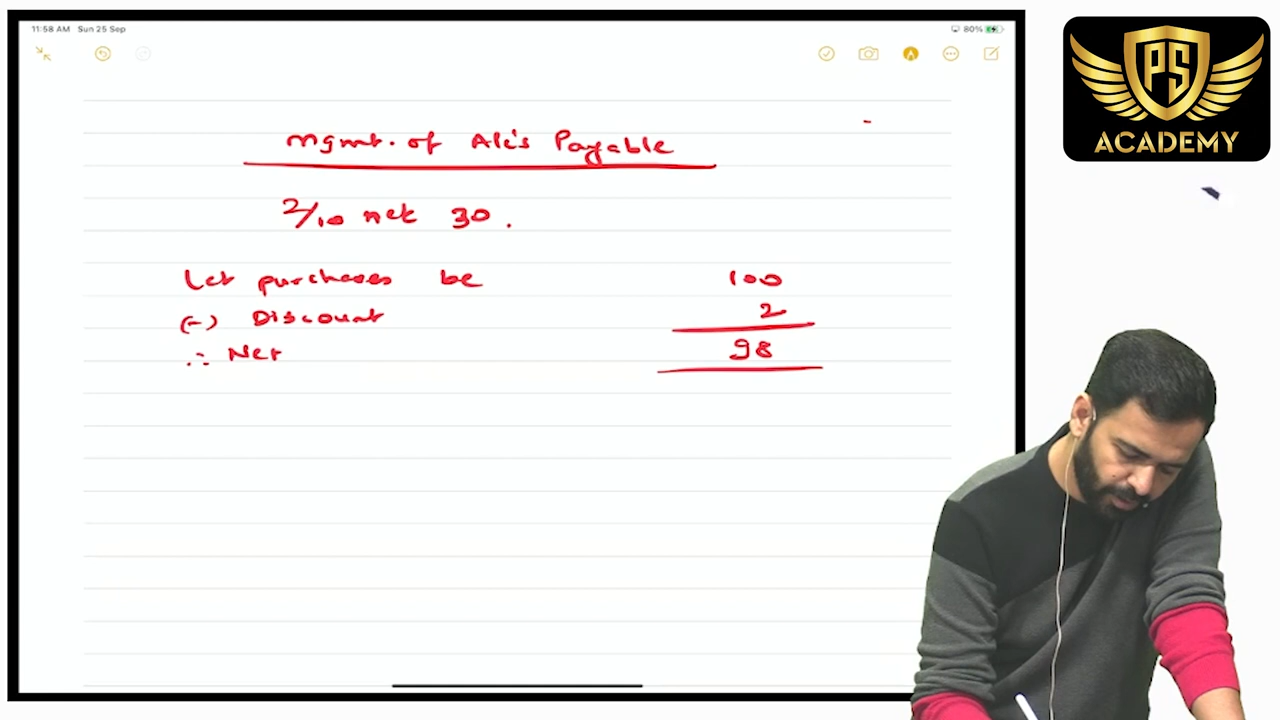 11:58 AM Sun 25 Sep
80%
PS
ACADEMY
Mgmt. of A/c's Payable
2/10 net 30.
Let purchases be 100
(-) Discount 2
∴ Net 98